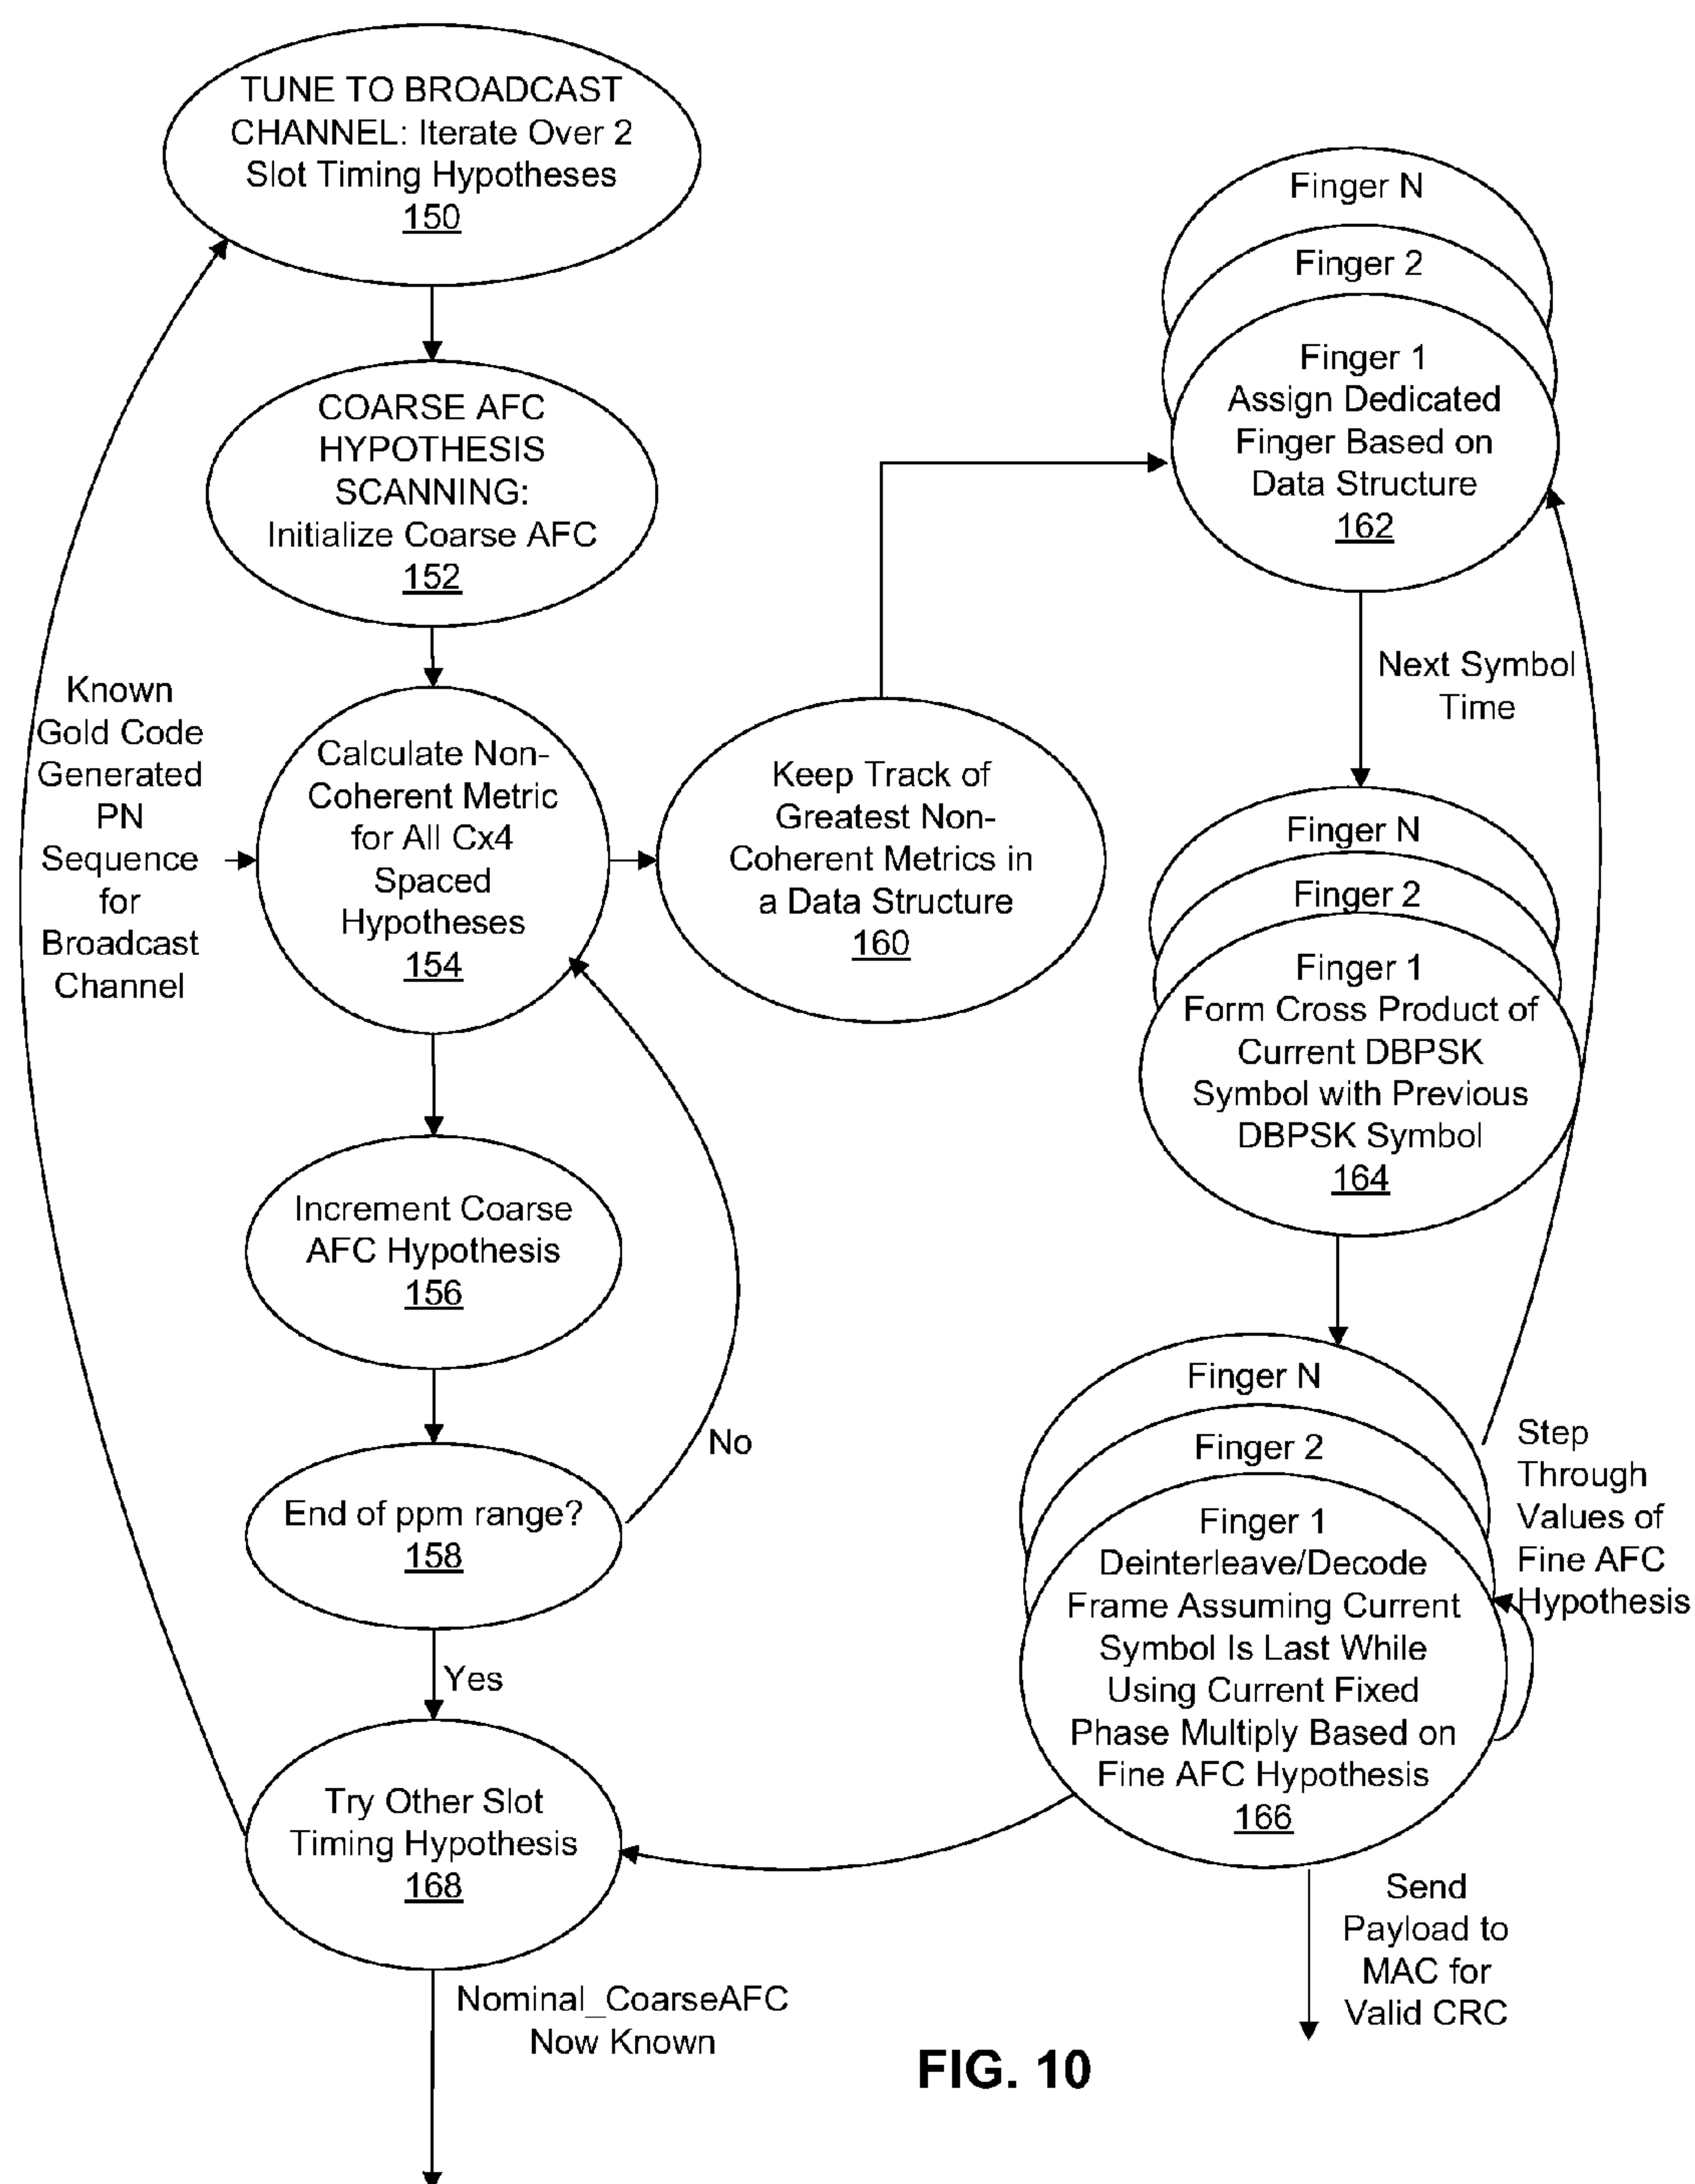 TUNE TO BROADCAST
CHANNEL: Iterate Over 2
Slot Timing Hypotheses
150
COARSE AFC
HYPOTHESIS
SCANNING:
Initialize Coarse AFC
152
Known
Gold Code
Generated
PN
Sequence
for
Broadcast
Channel
Calculate Non-
Coherent Metric
for All Cx4
Spaced
Hypotheses
154
Keep Track of
Greatest Non-
Coherent Metrics in
a Data Structure
160
Increment Coarse
AFC Hypothesis
156
End of ppm range?
158
No
Yes
Try Other Slot
Timing Hypothesis
168
Nominal_CoarseAFC
Now Known
Finger N
Finger 2
Finger 1
Assign Dedicated
Finger Based on
Data Structure
162
Next Symbol
Time
Finger N
Finger 2
Finger 1
Form Cross Product of
Current DBPSK
Symbol with Previous
DBPSK Symbol
164
Finger N
Finger 2
Finger 1
Deinterleave/Decode
Frame Assuming Current
Symbol Is Last While
Using Current Fixed
Phase Multiply Based on
Fine AFC Hypothesis
166
Step
Through
Values of
Fine AFC
Hypothesis
Send
Payload to
MAC for
Valid CRC
FIG. 10